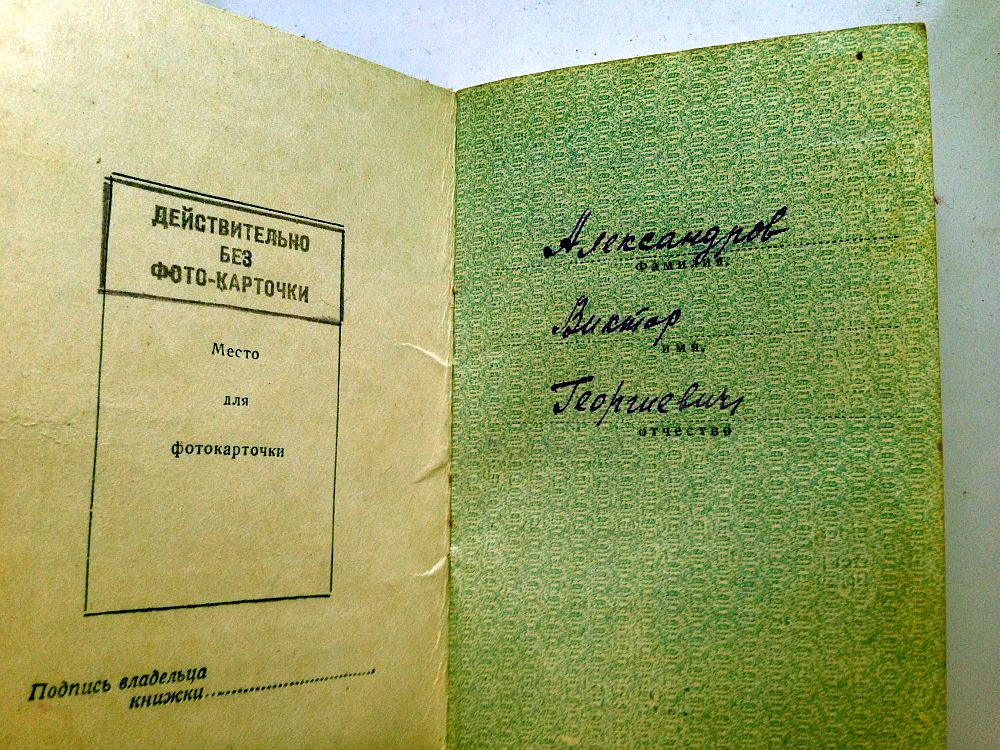 ДЕЙСТВИТЕЛЬНО
БЕЗ
ФОТО-КАРТОЧКИ
Место
для
фотокарточки
Подпись владельца
книжки
Александров
фамилия,
Виктор
имя,
Георгиевич
отчество